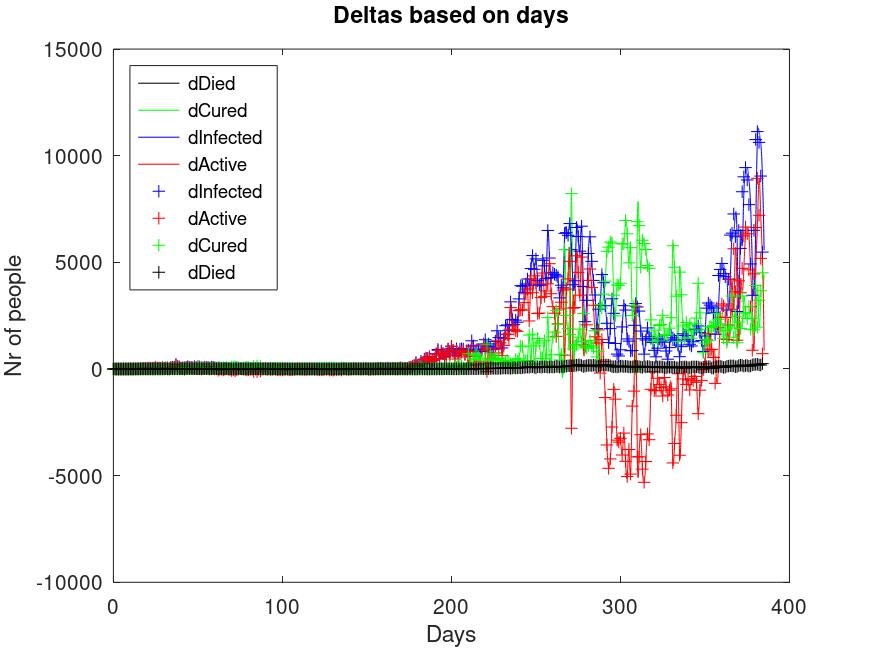 Deltas based on days
15000
10000
5000
0
-5000
-10000
0
100
200
300
400
Days
Nr of people
dDied
dCured
dInfected
dActive
dInfected
dActive
dCured
dDied